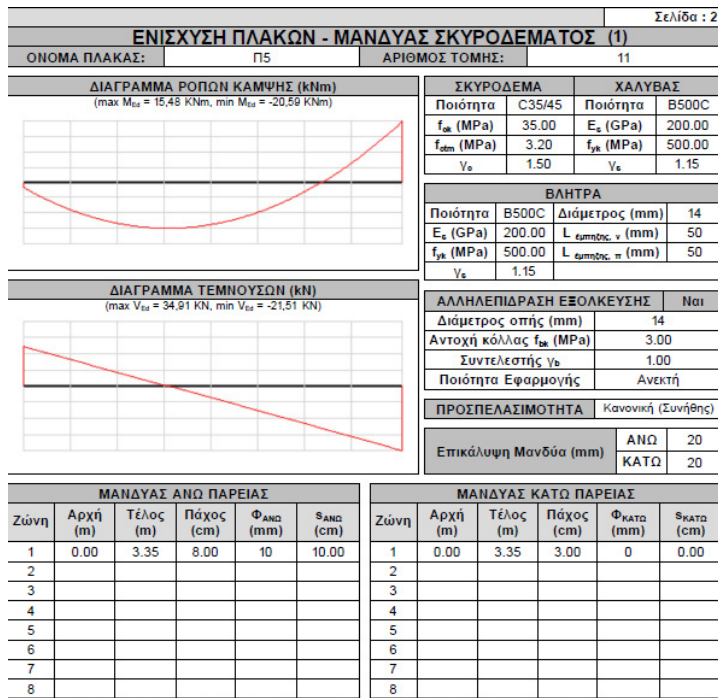 Σελίδα : 2
ΕΝΙΣΧΥΣΗ ΠΛΑΚΩΝ - ΜΑΝΔΥΑΣ ΣΚΥΡΟΔΕΜΑΤΟΣ (1)
ΟΝΟΜΑ ΠΛΑΚΑΣ: Π5 ΑΡΙΘΜΟΣ ΤΟΜΗΣ: 11
ΔΙΑΓΡΑΜΜΑ ΡΟΠΩΝ ΚΑΜΨΗΣ (kNm)
(max MEd = 15,48 KNm, min MEd = -20,59 KNm)
ΣΚΥΡΟΔΕΜΑ ΧΑΛΥΒΑΣ
Ποιότητα C35/45 Ποιότητα B500C
fck (MPa) 35.00 Es (GPa) 200.00
fctm (MPa) 3.20 fyk (MPa) 500.00
γc 1.50 γs 1.15
ΒΛΗΤΡΑ
Ποιότητα B500C Διάμετρος (mm) 14
Es (GPa) 200.00 L έμπηξης, ν (mm) 50
fyk (MPa) 500.00 L έμπηξης, π (mm) 50
γs 1.15
ΔΙΑΓΡΑΜΜΑ ΤΕΜΝΟΥΣΩΝ (kN)
(max VEd = 34,91 KN, min VEd = -21,51 KN)
ΑΛΛΗΛΕΠΙΔΡΑΣΗ ΕΞΟΛΚΕΥΣΗΣ Ναι
Διάμετρος οπής (mm) 14
Αντοχή κόλλας fbk (MPa) 3.00
Συντελεστής γb 1.00
Ποιότητα Εφαρμογής Ανεκτή
ΠΡΟΣΠΕΛΑΣΙΜΟΤΗΤΑ Κανονική (Συνήθης)
Επικάλυψη Μανδύα (mm) ΑΝΩ 20
ΚΑΤΩ 20
ΜΑΝΔΥΑΣ ΑΝΩ ΠΑΡΕΙΑΣ
Ζώνη Αρχή (m) Τέλος (m) Πάχος (cm) ΦΑΝΩ (mm) sΑΝΩ (cm)
1 0.00 3.35 8.00 10 10.00
2
3
4
5
6
7
8
ΜΑΝΔΥΑΣ ΚΑΤΩ ΠΑΡΕΙΑΣ
Ζώνη Αρχή (m) Τέλος (m) Πάχος (cm) ΦΚΑΤΩ (mm) sΚΑΤΩ (cm)
1 0.00 3.35 3.00 0 0.00
2
3
4
5
6
7
8